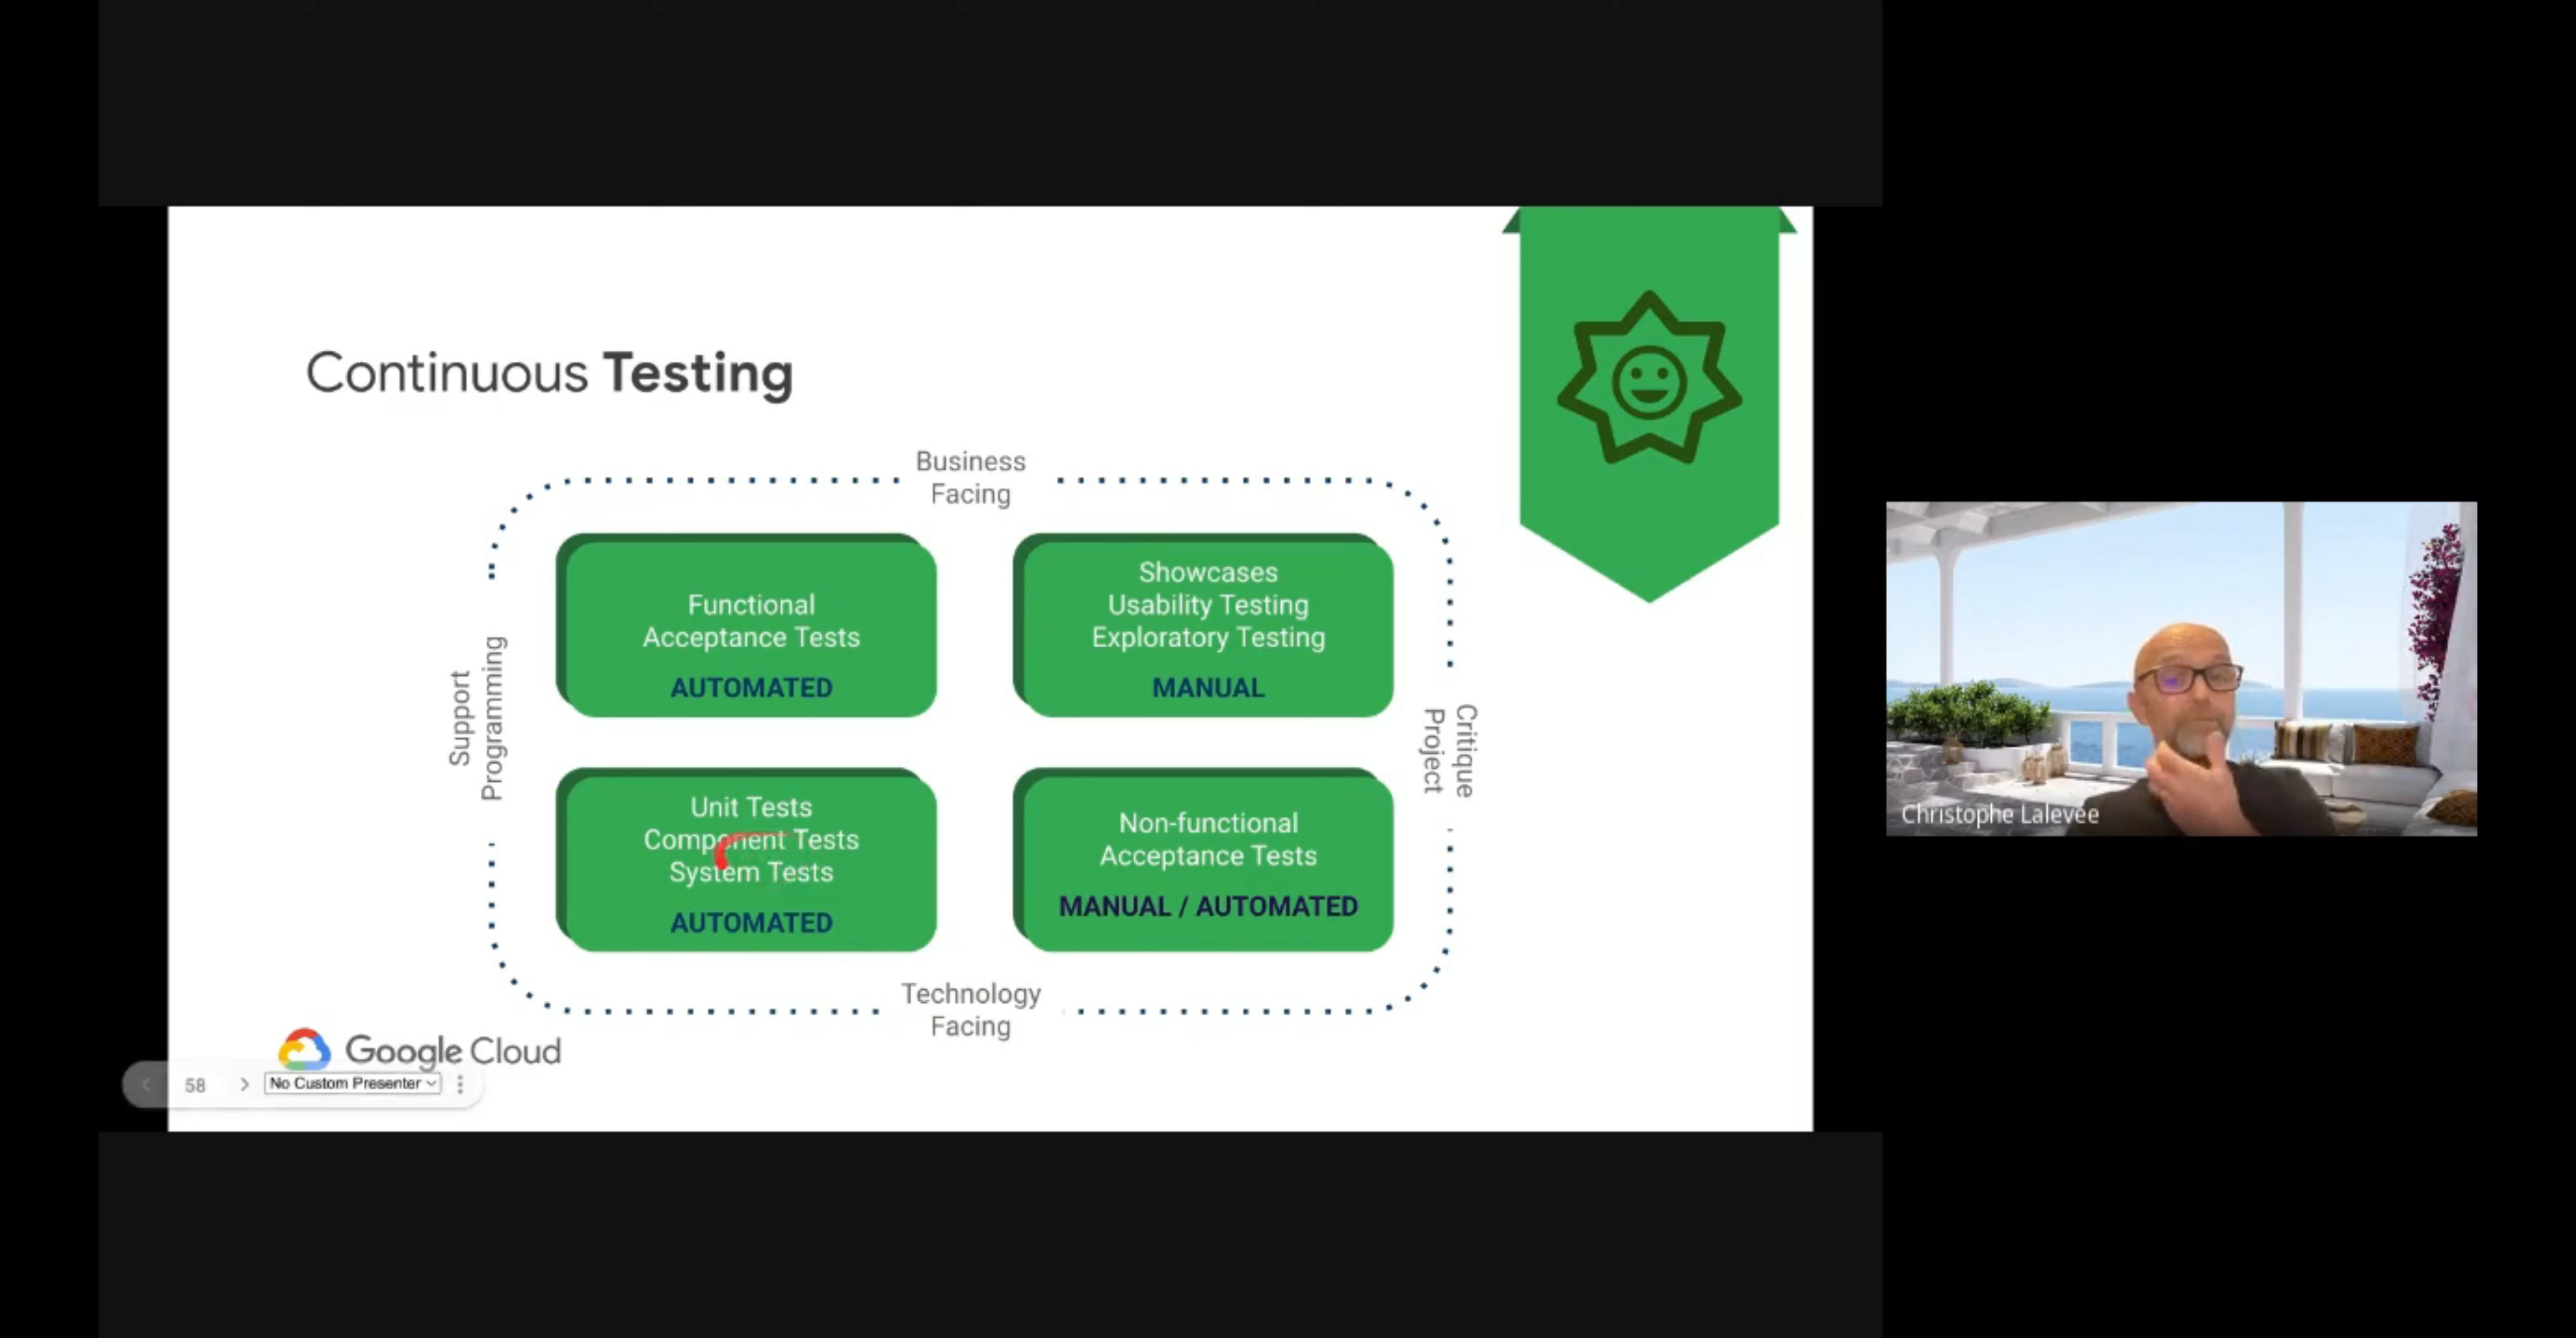 Continuous Testing
Business
Facing
Functional
Acceptance Tests
AUTOMATED
Showcases
Usability Testing
Exploratory Testing
MANUAL
Support
Programming
Critique
Project
Unit Tests
Component Tests
System Tests
AUTOMATED
Non-functional
Acceptance Tests
MANUAL / AUTOMATED
Technology
Facing
Google Cloud
58
No Custom Presenter
Christophe Lalevée